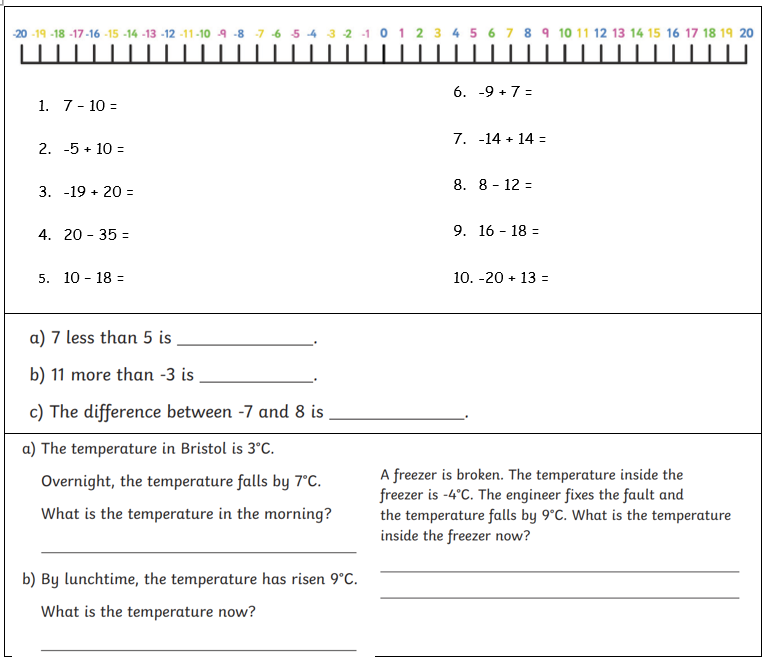 -20 -19 -18 -17 -16 -15 -14 -13 -12 -11 -10 -9 -8 -7 -6 -5 -4 -3 -2 -1 0 1 2 3 4 5 6 7 8 9 10 11 12 13 14 15 16 17 18 19 20
1. 7 – 10 =
2. -5 + 10 =
3. -19 + 20 =
4. 20 – 35 =
5. 10 – 18 =
6. -9 + 7 =
7. -14 + 14 =
8. 8 – 12 =
9. 16 – 18 =
10. -20 + 13 =
a) 7 less than 5 is ______________.
b) 11 more than -3 is ____________.
c) The difference between -7 and 8 is ______________.
a) The temperature in Bristol is 3°C.
Overnight, the temperature falls by 7°C.
What is the temperature in the morning?
b) By lunchtime, the temperature has risen 9°C.
What is the temperature now?
A freezer is broken. The temperature inside the
freezer is -4°C. The engineer fixes the fault and
the temperature falls by 9°C. What is the temperature
inside the freezer now?